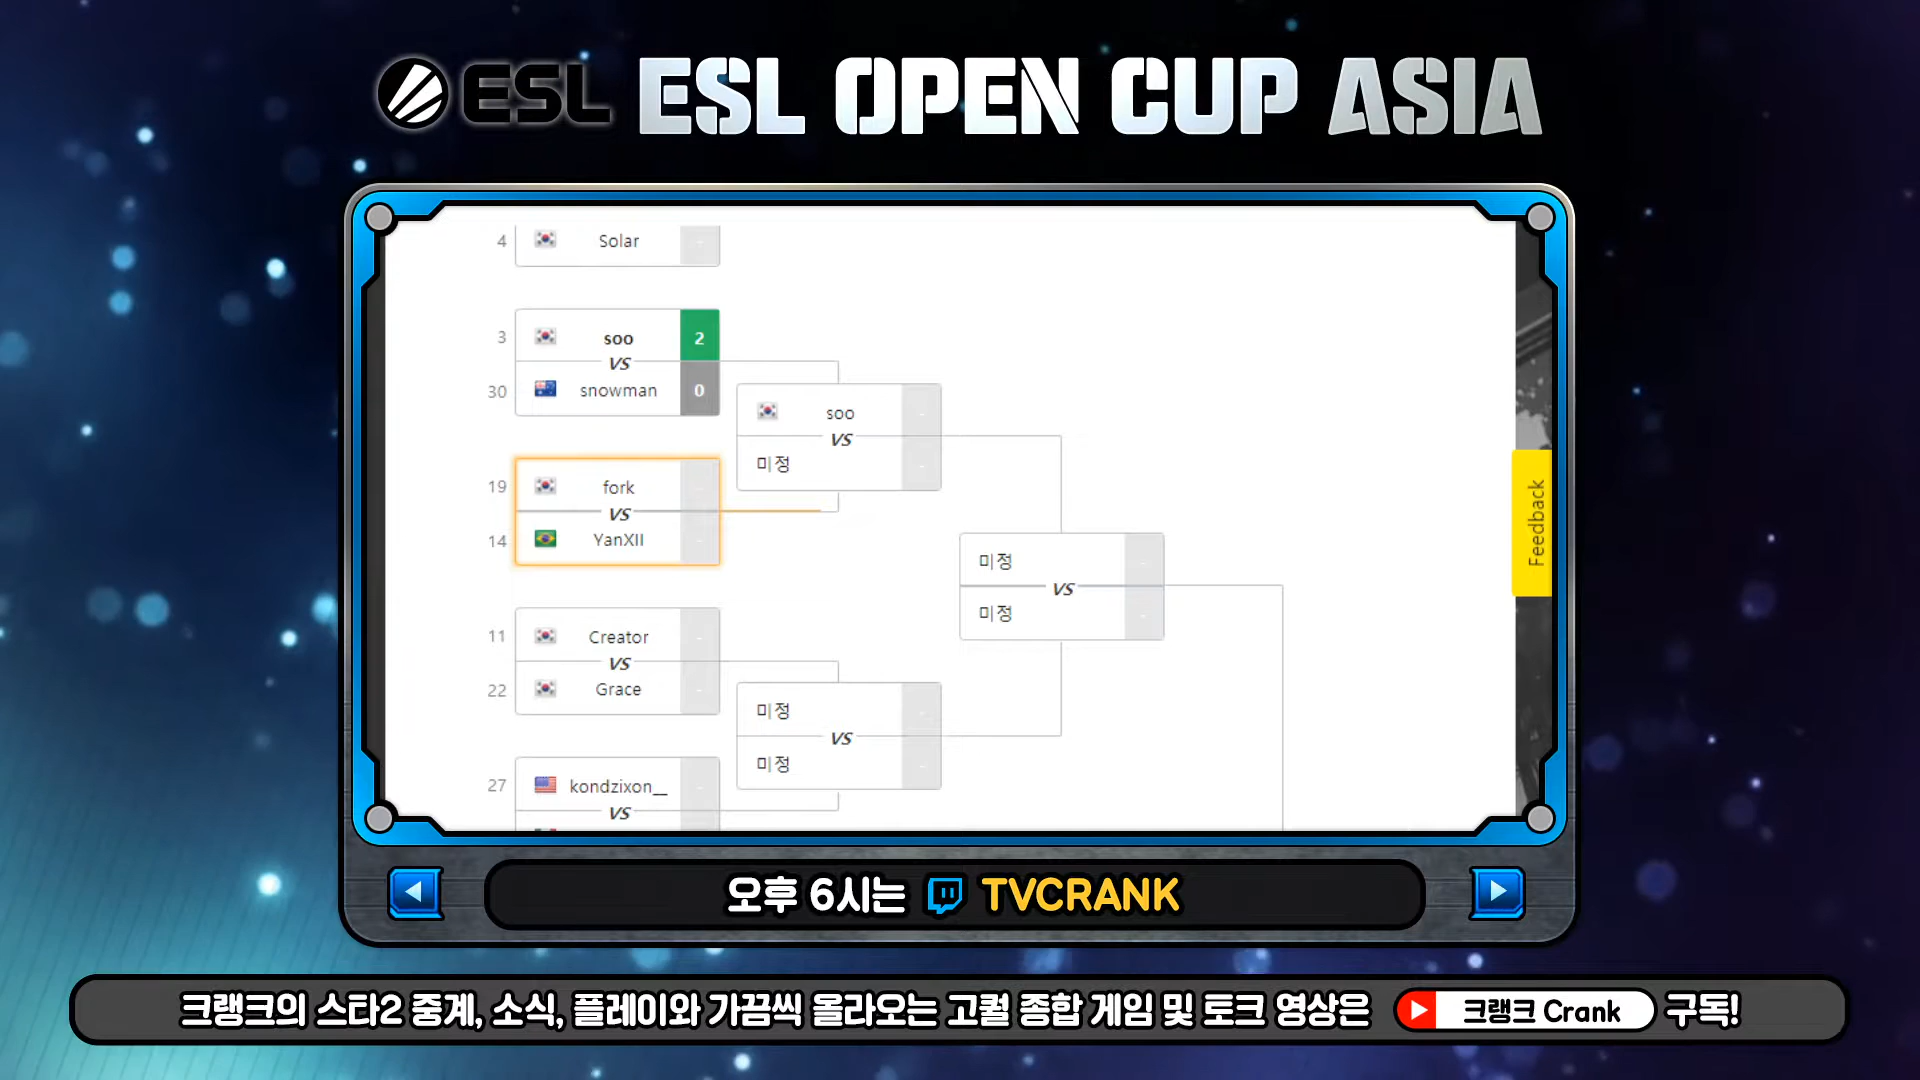 ESL ESL OPEN CUP ASIA
4 Solar -
3 soo 2
VS
30 snowman 0
soo -
VS
미정 -
19 fork -
VS
14 YanXII -
Feedback
미정 -
VS
미정 -
11 Creator -
VS
22 Grace -
미정 -
VS
미정 -
27 kondzixon__ -
VS
오후 6시는 TVCRANK
크랭크의 스타2 중계, 소식, 플레이와 가끔씩 올라오는 고퀄 종합 게임 및 토크 영상은 크랭크 Crank 구독!